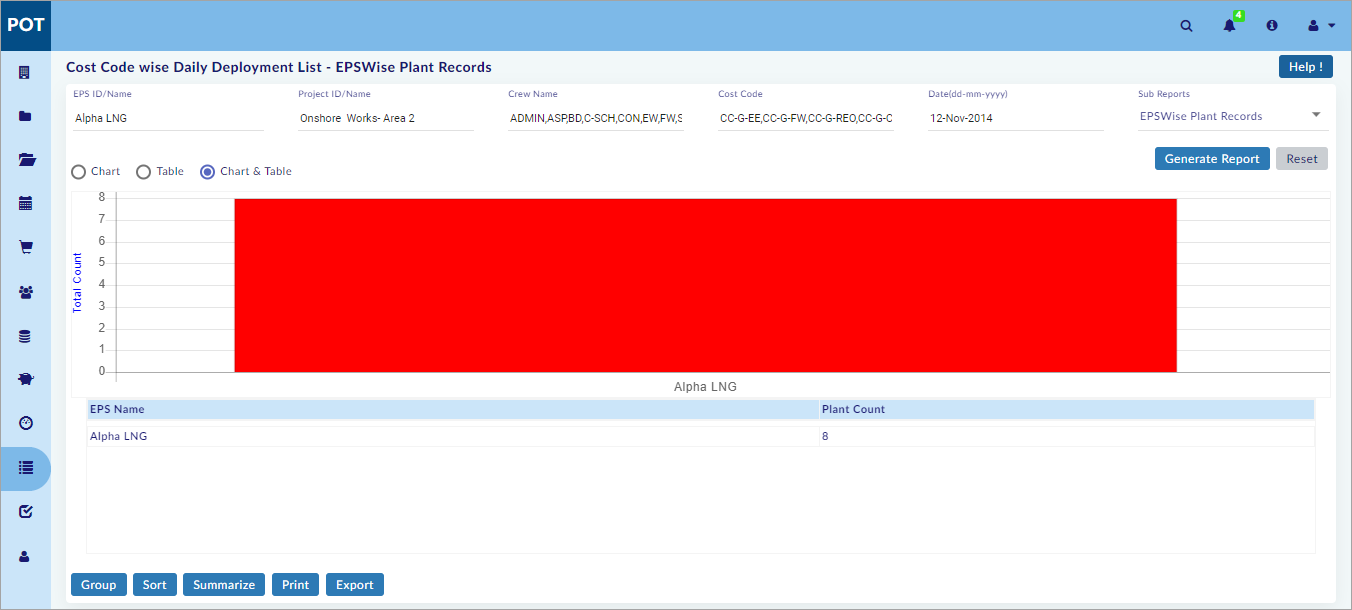 POT
4
Cost Code wise Daily Deployment List - EPSWise Plant Records
Help !
EPS ID/Name
Project ID/Name
Crew Name
Cost Code
Date(dd-mm-yyyy)
Sub Reports
Alpha LNG
Onshore Works- Area 2
ADMIN,ASP,BD,C-SCH,CON,EW,FW,S
CC-G-EE,CC-G-FW,CC-G-REO,CC-G-C
12-Nov-2014
EPSWise Plant Records
Generate Report
Reset
Chart
Table
Chart & Table
8
7
6
5
4
3
2
1
0
Total Count
Alpha LNG
EPS Name
Plant Count
Alpha LNG
8
Group
Sort
Summarize
Print
Export